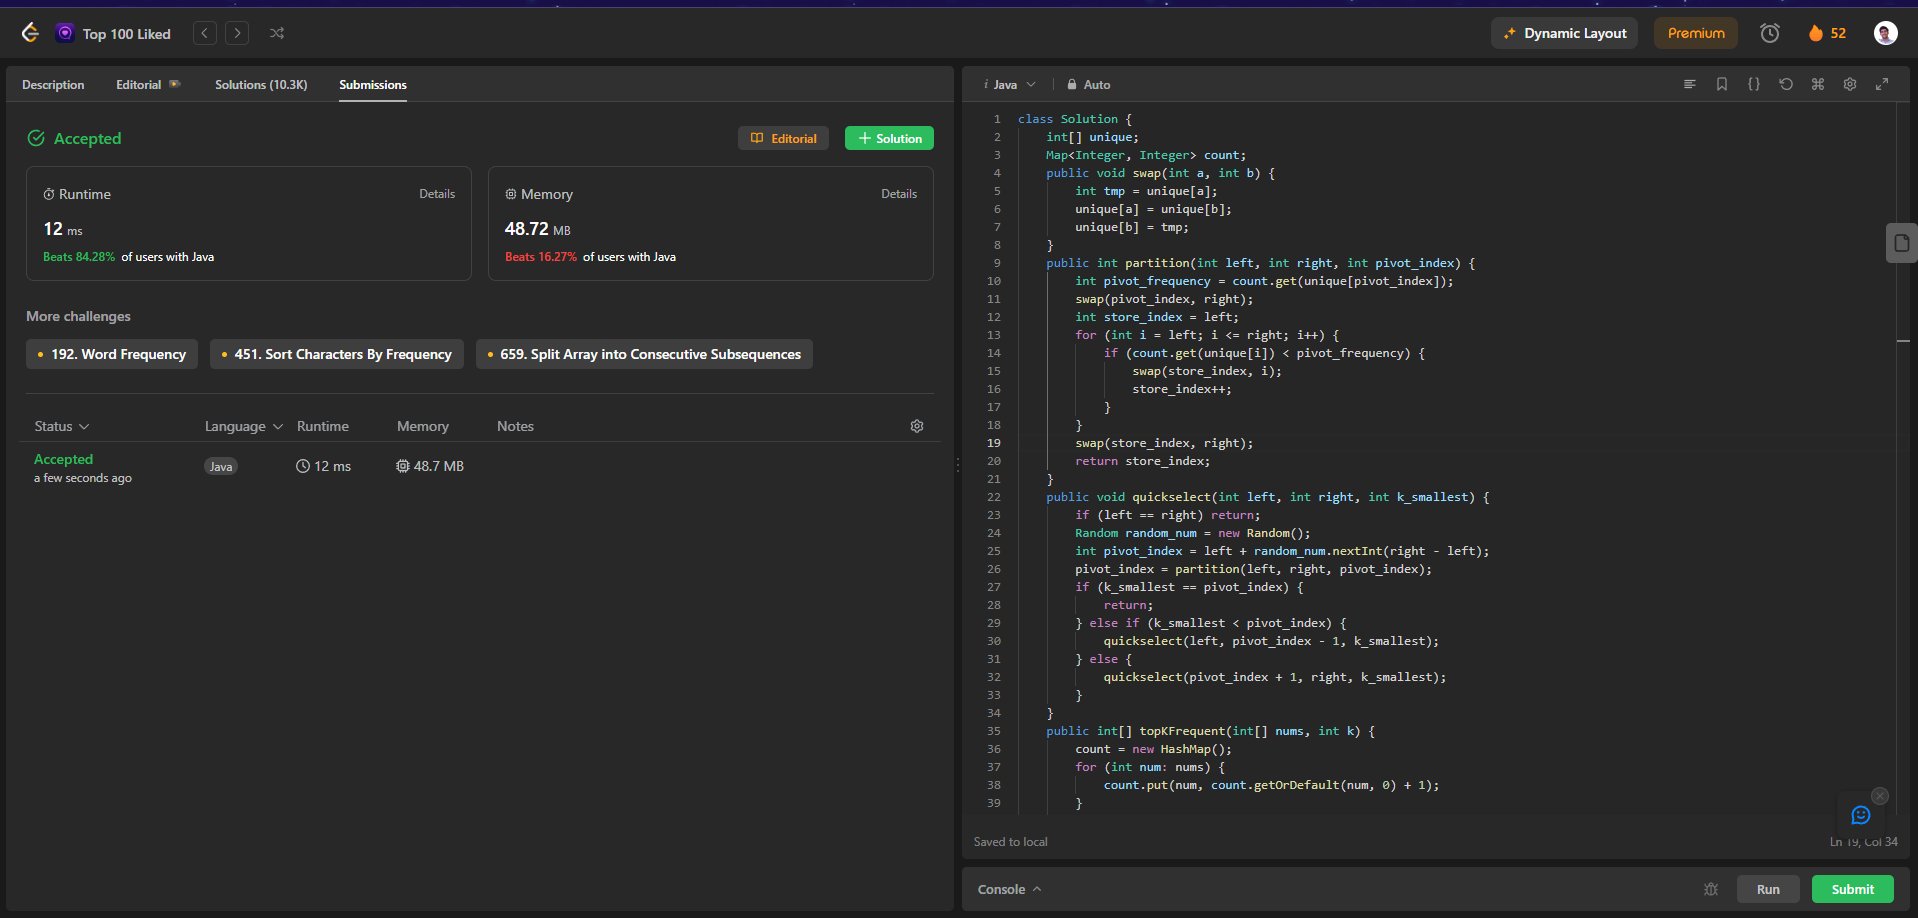 Top 100 Liked
Dynamic Layout
Premium
52
Description
Editorial
Solutions (10.3K)
Submissions
Accepted
Editorial
Solution
Runtime
Details
12 ms
Beats 84.28% of users with Java
Memory
Details
48.72 MB
Beats 16.27% of users with Java
More challenges
192. Word Frequency
451. Sort Characters By Frequency
659. Split Array into Consecutive Subsequences
Status
Language
Runtime
Memory
Notes
Accepted
a few seconds ago
Java
12 ms
48.7 MB
i Java
Auto
1 class Solution {
2 int[] unique;
3 Map<Integer, Integer> count;
4 public void swap(int a, int b) {
5 int tmp = unique[a];
6 unique[a] = unique[b];
7 unique[b] = tmp;
8 }
9 public int partition(int left, int right, int pivot_index) {
10 int pivot_frequency = count.get(unique[pivot_index]);
11 swap(pivot_index, right);
12 int store_index = left;
13 for (int i = left; i <= right; i++) {
14 if (count.get(unique[i]) < pivot_frequency) {
15 swap(store_index, i);
16 store_index++;
17 }
18 }
19 swap(store_index, right);
20 return store_index;
21 }
22 public void quickselect(int left, int right, int k_smallest) {
23 if (left == right) return;
24 Random random_num = new Random();
25 int pivot_index = left + random_num.nextInt(right - left);
26 pivot_index = partition(left, right, pivot_index);
27 if (k_smallest == pivot_index) {
28 return;
29 } else if (k_smallest < pivot_index) {
30 quickselect(left, pivot_index - 1, k_smallest);
31 } else {
32 quickselect(pivot_index + 1, right, k_smallest);
33 }
34 }
35 public int[] topKFrequent(int[] nums, int k) {
36 count = new HashMap();
37 for (int num: nums) {
38 count.put(num, count.getOrDefault(num, 0) + 1);
39 }
Saved to local
Ln 19, Col 34
Console
Run
Submit